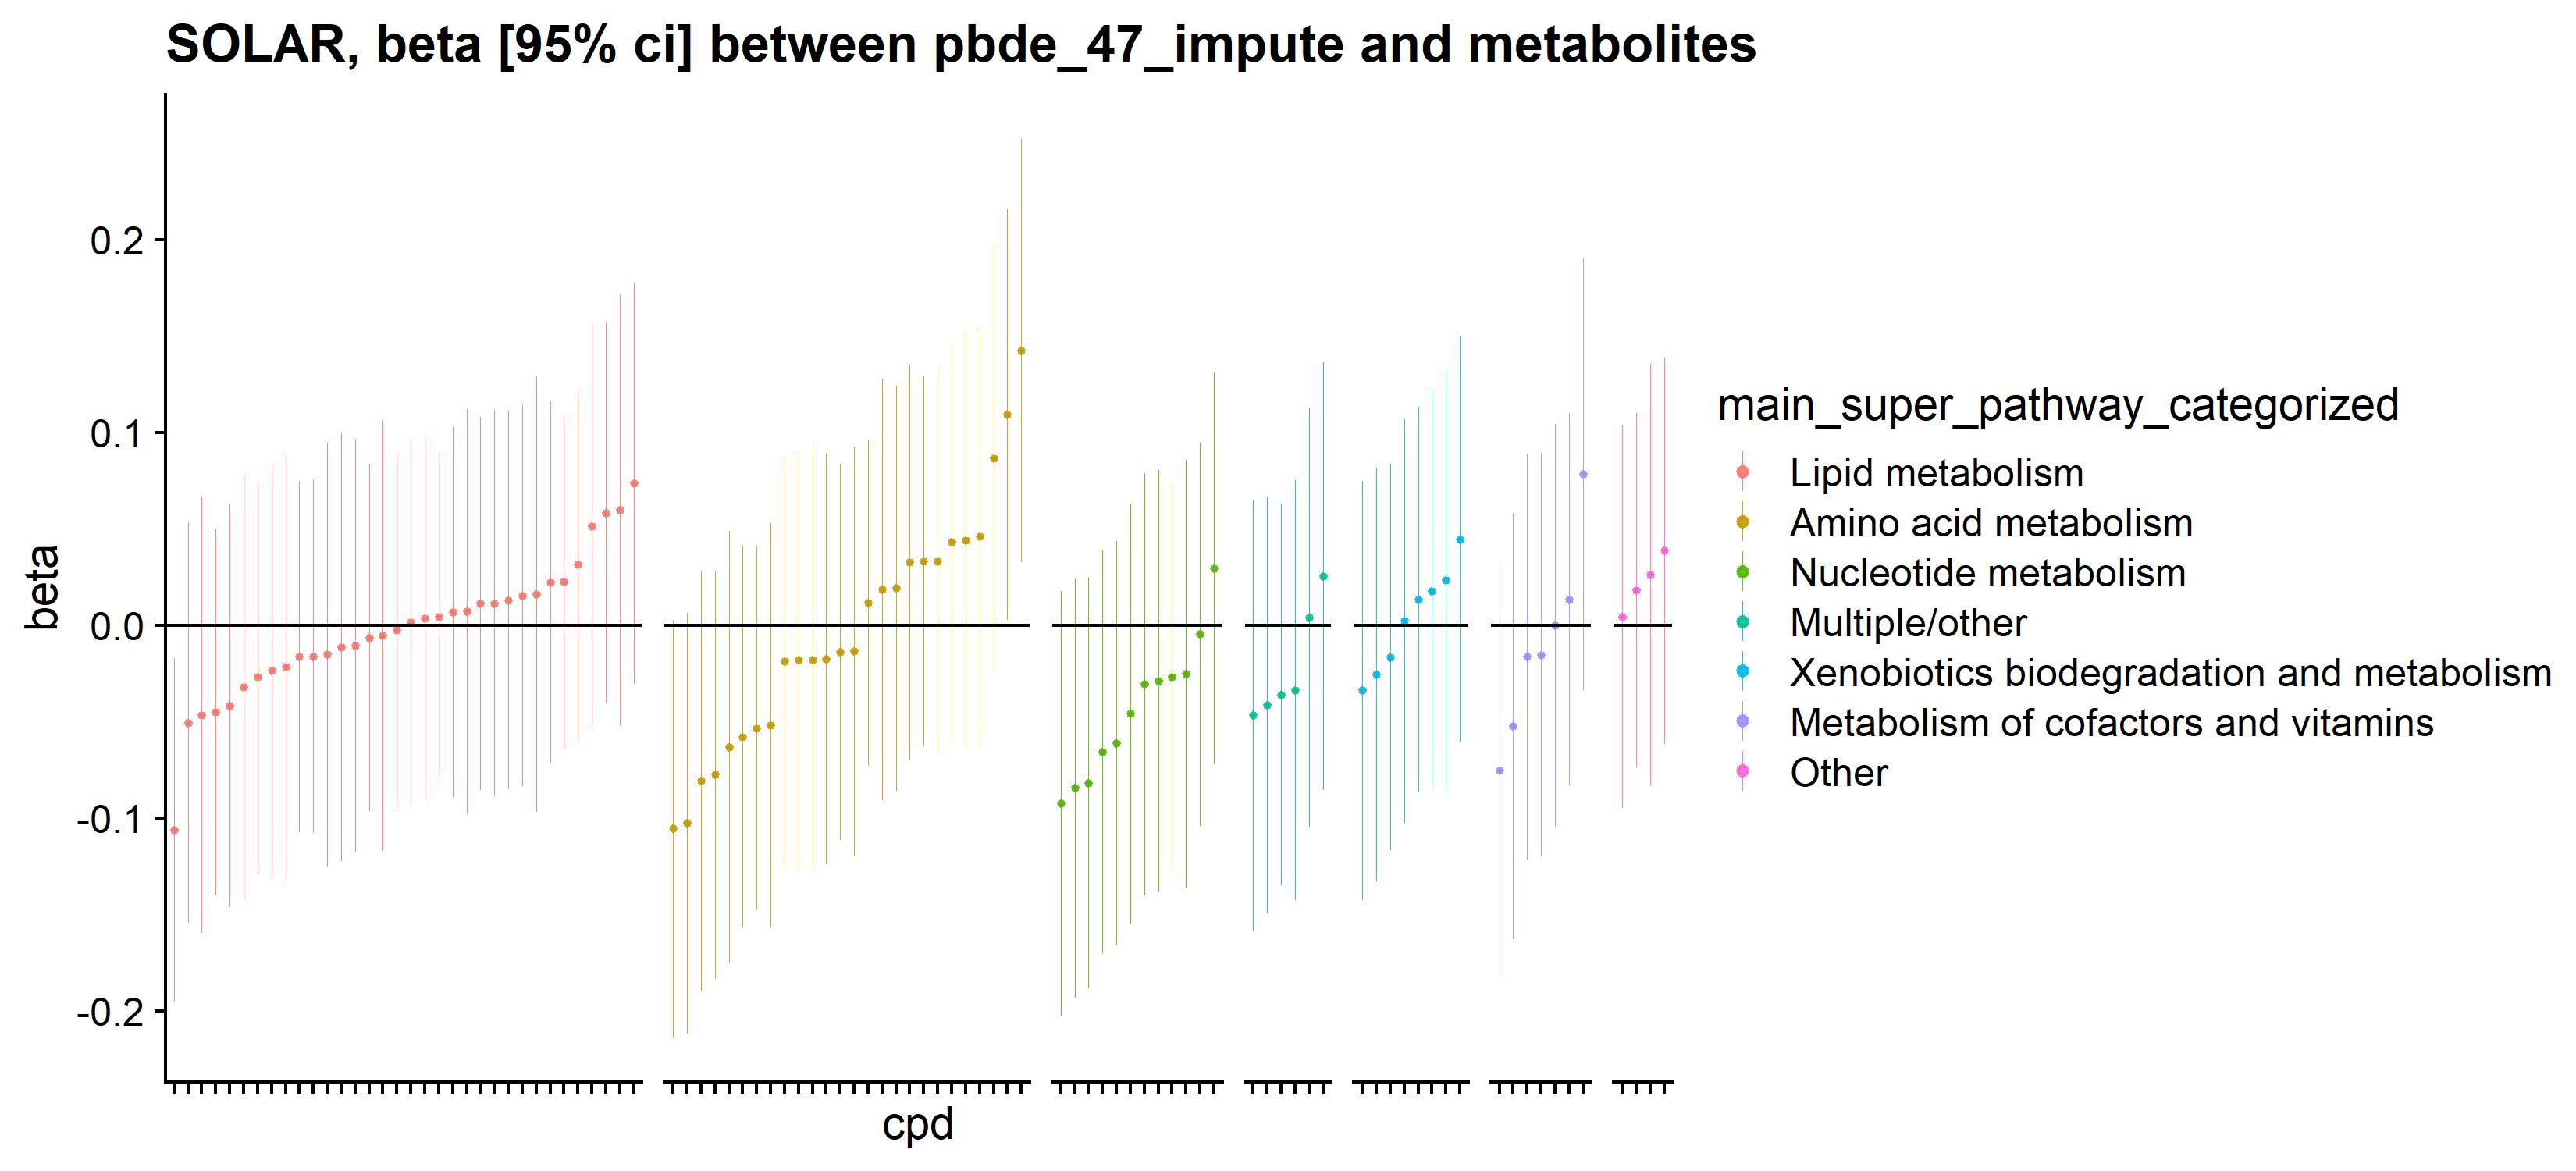 SOLAR, beta [95% ci] between pbde_47_impute and metabolites
beta
0.2
0.1
0.0
-0.1
-0.2
cpd
main_super_pathway_categorized
Lipid metabolism
Amino acid metabolism
Nucleotide metabolism
Multiple/other
Xenobiotics biodegradation and metabolism
Metabolism of cofactors and vitamins
Other